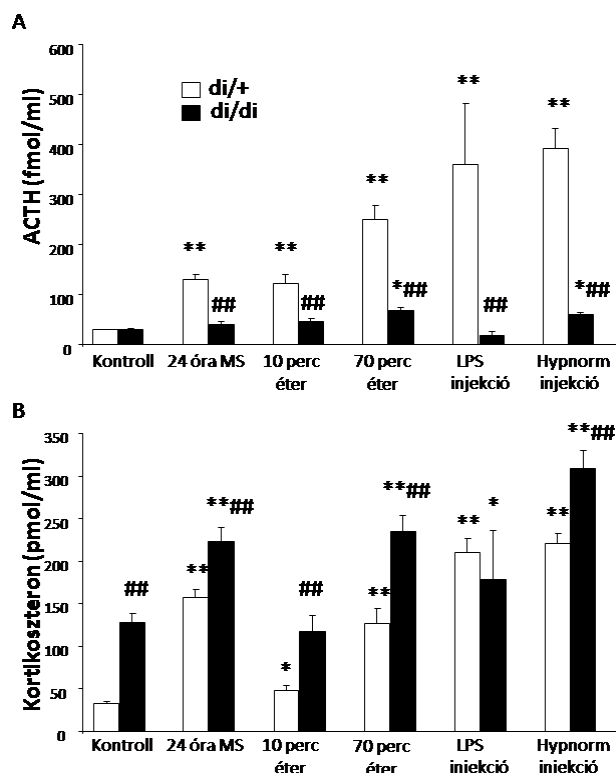 A
ACTH (fmol/ml)
600
500
400
300
200
100
0
di/+
di/di
** ** ** ** **
## ## *## ## *##
Kontroll 24 óra MS 10 perc éter 70 perc éter LPS injekció Hypnorm injekció
B
Kortikoszteron (pmol/ml)
350
250
200
150
100
50
0
## ** **## * ## ** **## ** * ** **##
Kontroll 24 óra MS 10 perc éter 70 perc éter LPS injekció Hypnorm injekció